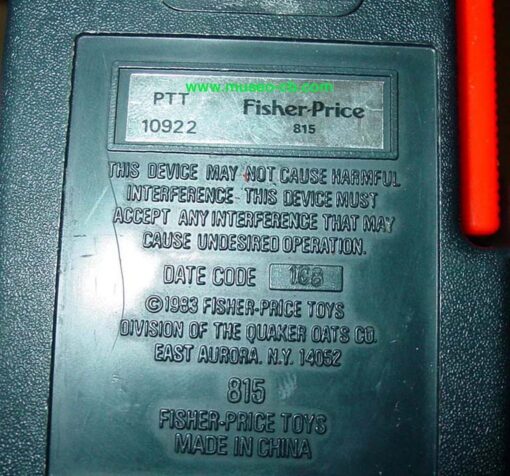 www.museo-cb.com
PTT
10922
Fisher-Price
815
THIS DEVICE MAY NOT CAUSE HARMFUL
INTERFERENCE THIS DEVICE MUST
ACCEPT ANY INTERFERENCE THAT MAY
CAUSE UNDESIRED OPERATION.
DATE CODE
©1983 FISHER-PRICE TOYS
DIVISION OF THE QUAKER OATS CO.
EAST AURORA. N.Y. 14052
815
FISHER-PRICE TOYS
MADE IN CHINA